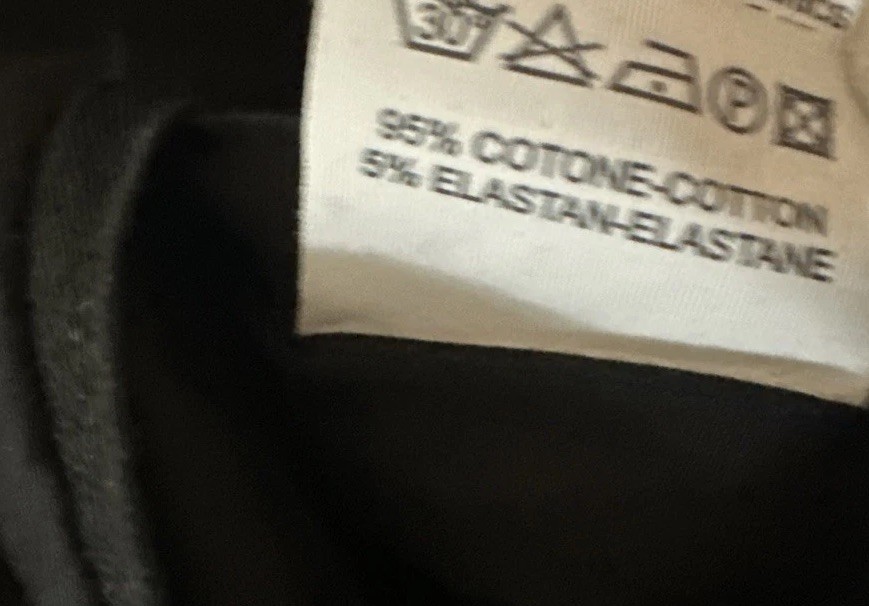 30°
P
95% COTONE-COTTON
5% ELASTAN-ELASTANE